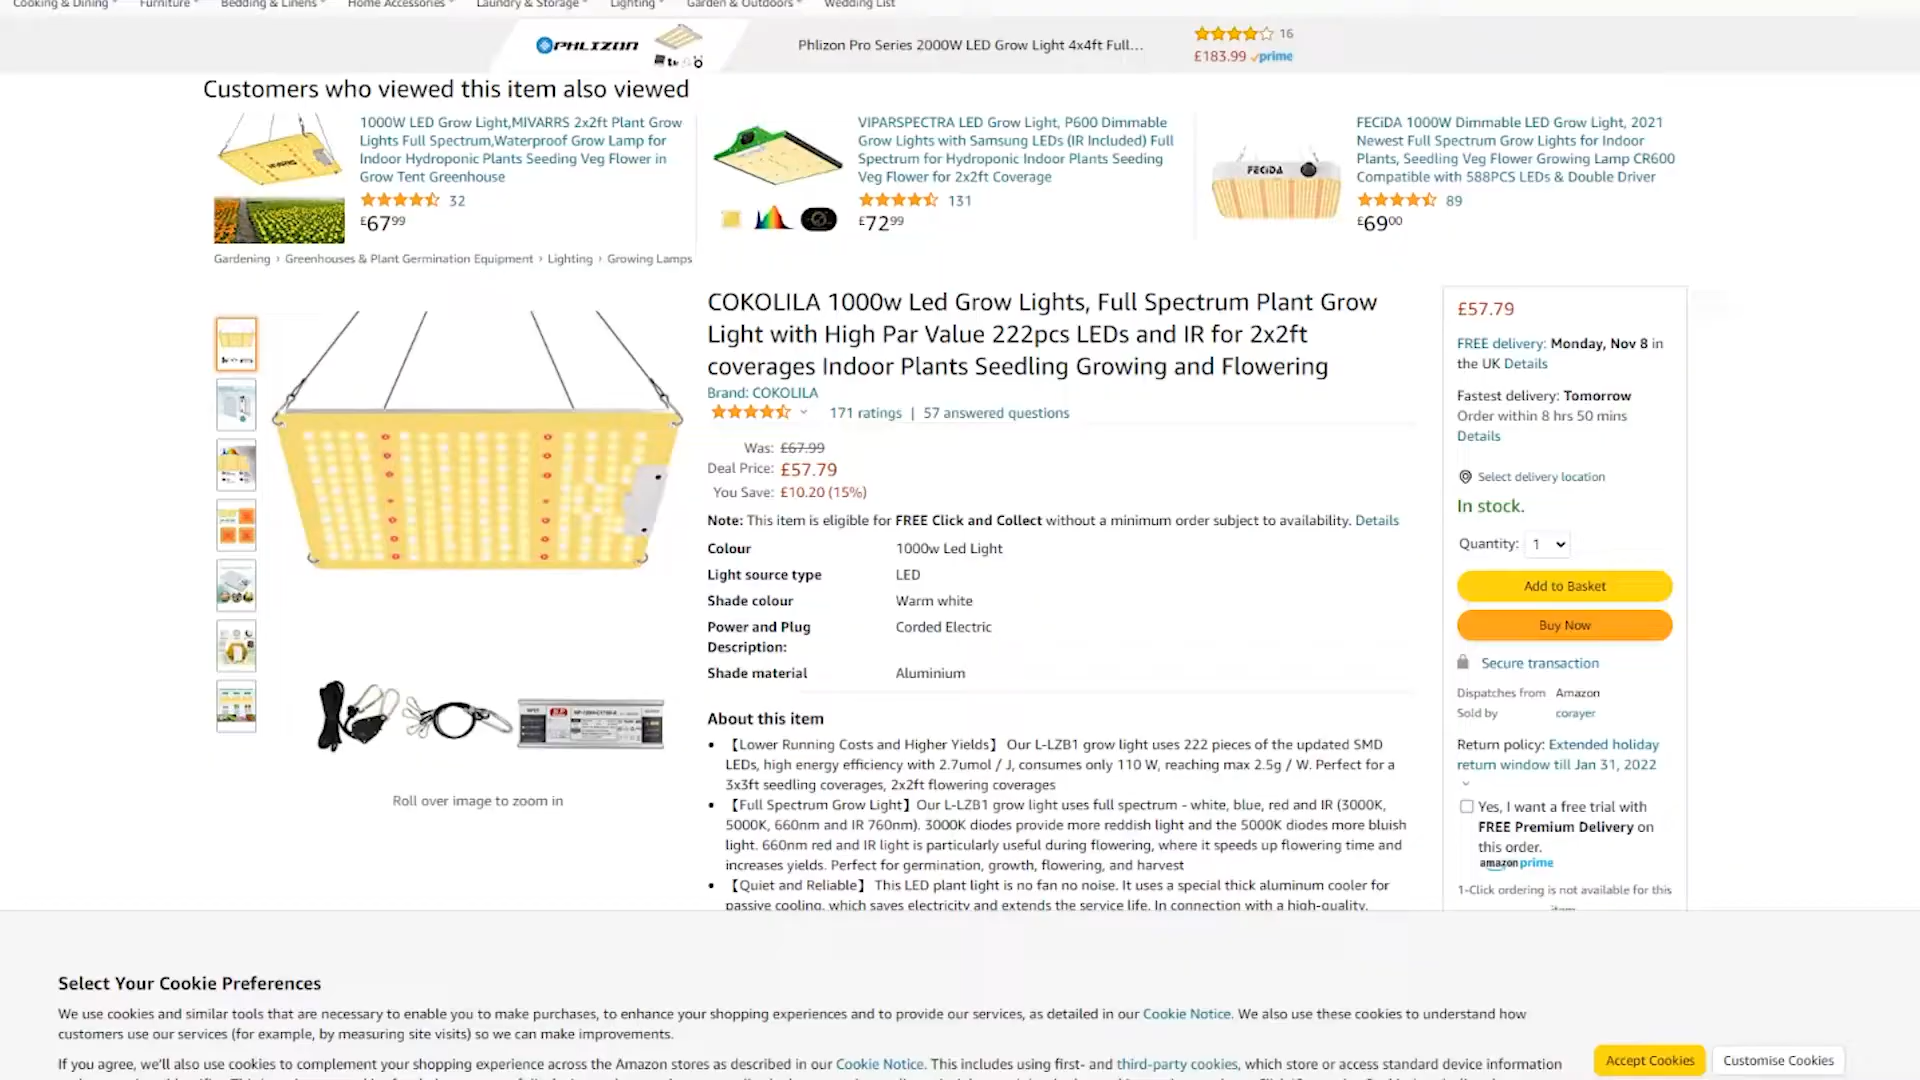 Cooking & Dining Furniture Bedding & Linens Home Accessories Laundry & Storage Lighting Garden & Outdoors Wedding List
PHLIZON
Phlizon Pro Series 2000W LED Grow Light 4x4ft Full...
16
£183.99 prime
Customers who viewed this item also viewed
1000W LED Grow Light,MIVARRS 2x2ft Plant Grow
Lights Full Spectrum,Waterproof Grow Lamp for
Indoor Hydroponic Plants Seeding Veg Flower in
Grow Tent Greenhouse
32
£67⁹⁹
VIPARSPECTRA LED Grow Light, P600 Dimmable
Grow Lights with Samsung LEDs (IR Included) Full
Spectrum for Hydroponic Indoor Plants Seeding
Veg Flower for 2x2ft Coverage
131
£72⁹⁹
FECiDA
FECiDA 1000W Dimmable LED Grow Light, 2021
Newest Full Spectrum Grow Lights for Indoor
Plants, Seedling Veg Flower Growing Lamp CR600
Compatible with 588PCS LEDs & Double Driver
89
£69⁰⁰
Gardening › Greenhouses & Plant Germination Equipment › Lighting › Growing Lamps
Roll over image to zoom in
COKOLILA 1000w Led Grow Lights, Full Spectrum Plant Grow
Light with High Par Value 222pcs LEDs and IR for 2x2ft
coverages Indoor Plants Seedling Growing and Flowering
Brand: COKOLILA
171 ratings | 57 answered questions
Was: £67.99
Deal Price: £57.79
You Save: £10.20 (15%)
Note: This item is eligible for FREE Click and Collect without a minimum order subject to availability. Details
Colour 1000w Led Light
Light source type LED
Shade colour Warm white
Power and Plug Corded Electric
Description:
Shade material Aluminium
About this item
• 【Lower Running Costs and Higher Yields】 Our L-LZB1 grow light uses 222 pieces of the updated SMD
LEDs, high energy efficiency with 2.7umol / J, consumes only 110 W, reaching max 2.5g / W. Perfect for a
3x3ft seedling coverages, 2x2ft flowering coverages
• 【Full Spectrum Grow Light】Our L-LZB1 grow light uses full spectrum - white, blue, red and IR (3000K,
5000K, 660nm and IR 760nm). 3000K diodes provide more reddish light and the 5000K diodes more bluish
light. 660nm red and IR light is particularly useful during flowering, where it speeds up flowering time and
increases yields. Perfect for germination, growth, flowering, and harvest
• 【Quiet and Reliable】 This LED plant light is no fan no noise. It uses a special thick aluminum cooler for
passive cooling, which saves electricity and extends the service life. In connection with a high-quality,
£57.79
FREE delivery: Monday, Nov 8 in
the UK Details
Fastest delivery: Tomorrow
Order within 8 hrs 50 mins
Details
Select delivery location
In stock.
Quantity: 1
Add to Basket
Buy Now
Secure transaction
Dispatches from Amazon
Sold by corayer
Return policy: Extended holiday
return window till Jan 31, 2022
Yes, I want a free trial with
FREE Premium Delivery on
this order.
amazon prime
1-Click ordering is not available for this
item
Select Your Cookie Preferences
We use cookies and similar tools that are necessary to enable you to make purchases, to enhance your shopping experiences and to provide our services, as detailed in our Cookie Notice. We also use these cookies to understand how
customers use our services (for example, by measuring site visits) so we can make improvements.
If you agree, we'll also use cookies to complement your shopping experience across the Amazon stores as described in our Cookie Notice. This includes using first- and third-party cookies, which store or access standard device information
Accept Cookies
Customise Cookies